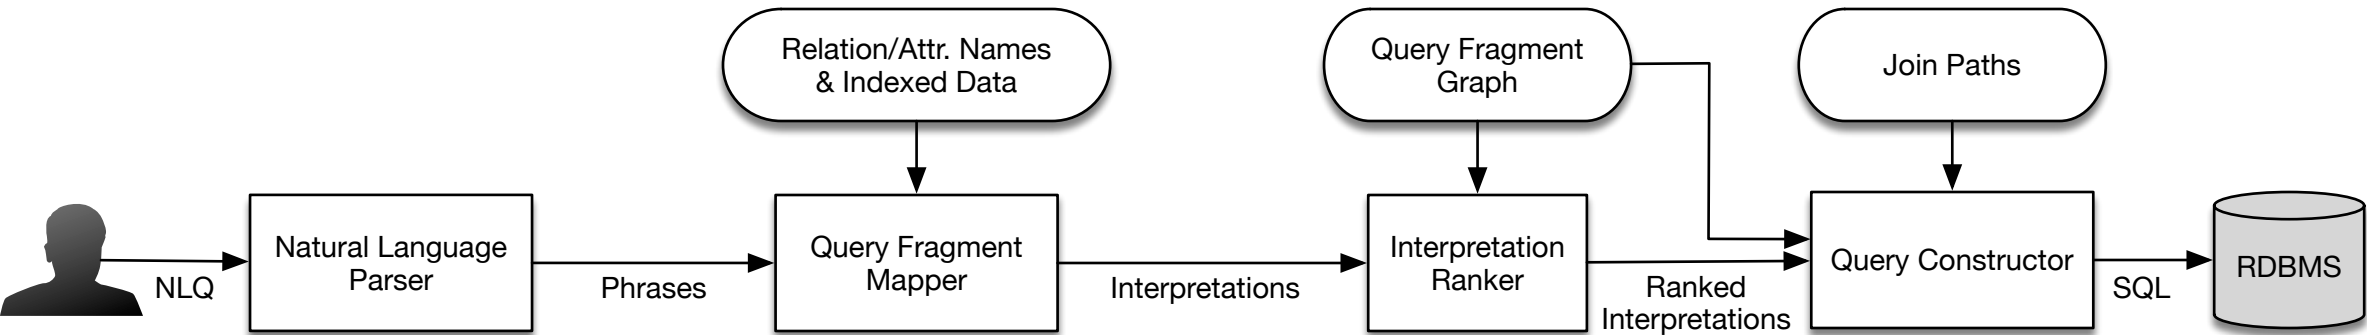 Relation/Attr. Names
& Indexed Data
Query Fragment
Graph
Join Paths
NLQ
Natural Language
Parser
Phrases
Query Fragment
Mapper
Interpretations
Interpretation
Ranker
Ranked
Interpretations
Query Constructor
SQL
RDBMS